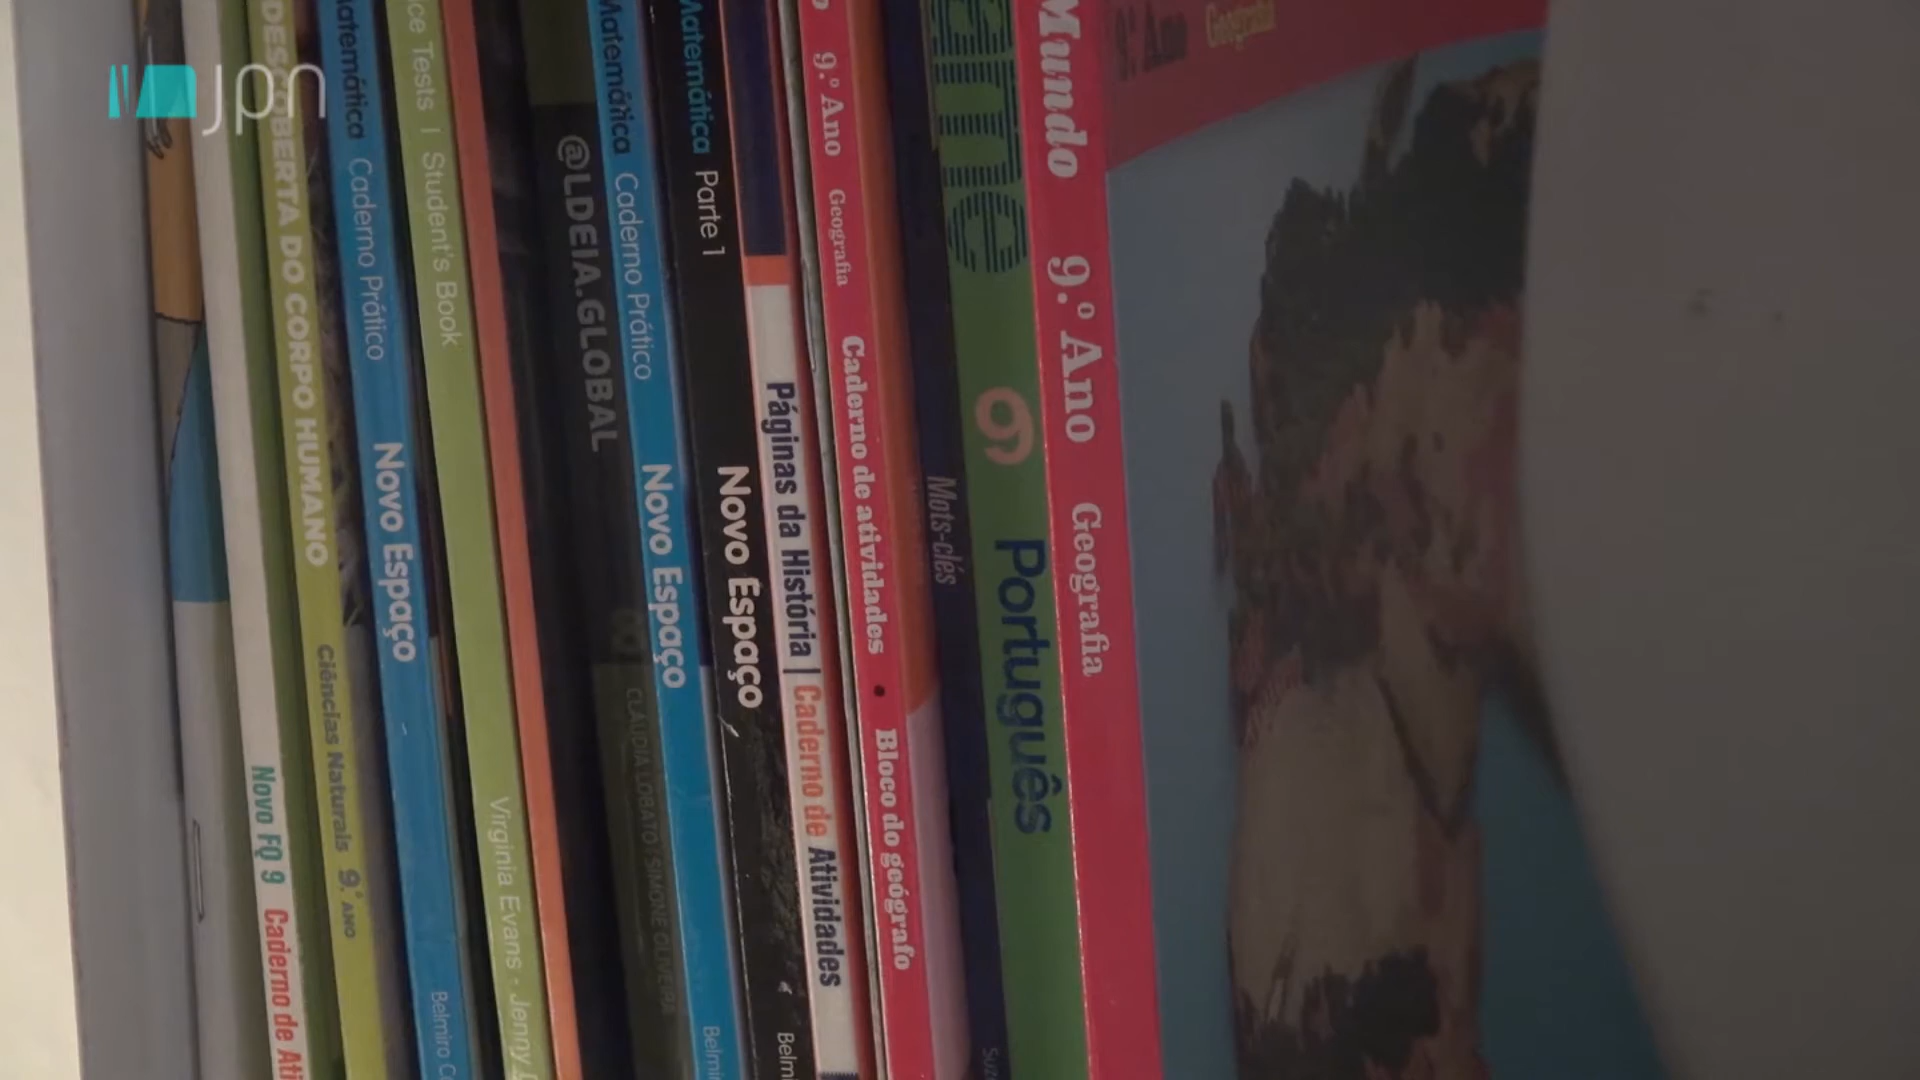 jpn
Novo FQ 9 Caderno de Ati
DESCOBERTA DO CORPO HUMANO Ciências Naturais 9.º ANO
Matemática Caderno Prático Novo Espaço Belmiro
Tests | Student's Book Virginia Evans - Jenny
@LDEIA.GLOBAL CLÁUDIA LOBATO | SIMONE OLIVEIRA
Matemática Caderno Prático Novo Espaço
Matemática Parte 1 Novo Espaço
Páginas da História | Caderno de Atividades
9.º Ano Geografia Caderno de atividades • Bloco do geógrafo
Mots-clés
9 Português
Mundo 9.º Ano Geografia
9.º Ano Geografia